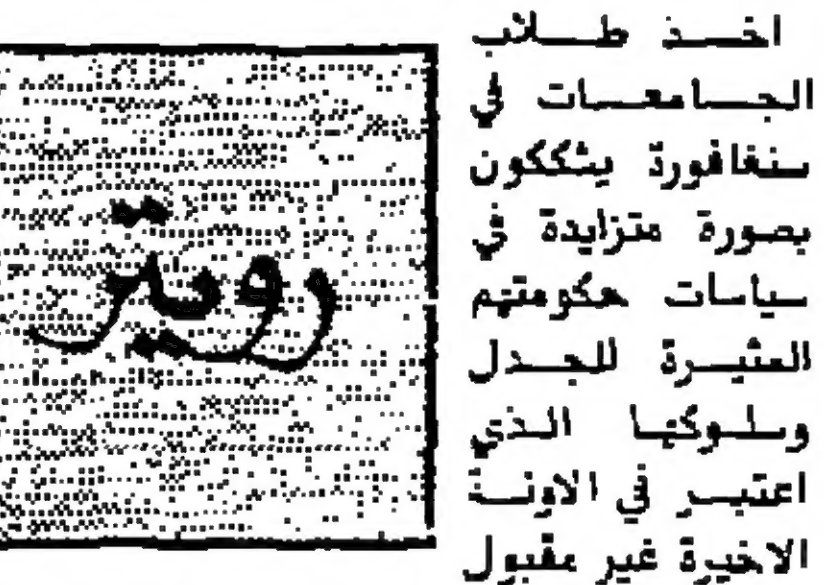 اخذ طلاب
الجامعات في
سنغافورة يشككون
بصورة متزايدة في
سياسات حكومتهم
المثيرة للجدل
وسلوكها الذي
اعتبر في الاونة
الاخيرة غير مقبول
رويتر